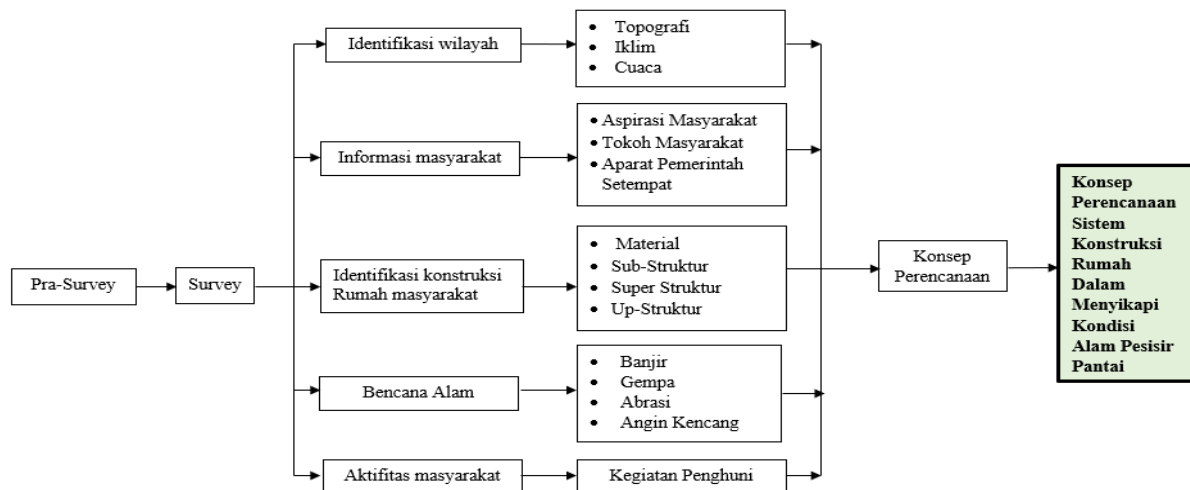 Pra-Survey
Survey
Identifikasi wilayah
• Topografi
• Iklim
• Cuaca
Informasi masyarakat
• Aspirasi Masyarakat
• Tokoh Masyarakat
• Aparat Pemerintah
Setempat
Identifikasi konstruksi
Rumah masyarakat
• Material
• Sub-Struktur
• Super Struktur
• Up-Struktur
Bencana Alam
• Banjir
• Gempa
• Abrasi
• Angin Kencang
Aktifitas masyarakat
Kegiatan Penghuni
Konsep
Perencanaan
Konsep
Perencanaan
Sistem
Konstruksi
Rumah
Dalam
Menyikapi
Kondisi
Alam Pesisir
Pantai